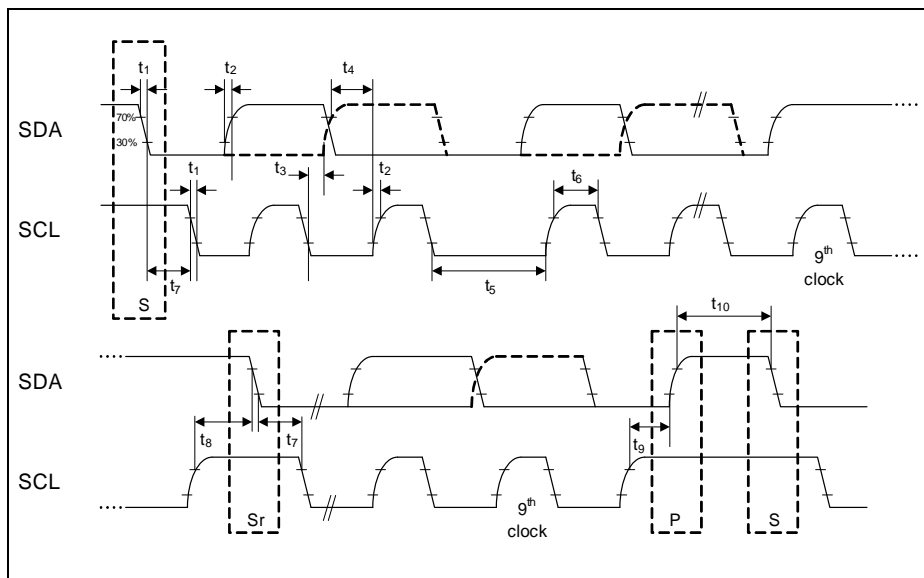 t1 t2 t4
SDA
70%
30%
t1 t3 t2 t6
SCL
t7 t5
S
9th
clock
t10
SDA
t8 t7 t9
SCL
Sr
9th
clock
P
S